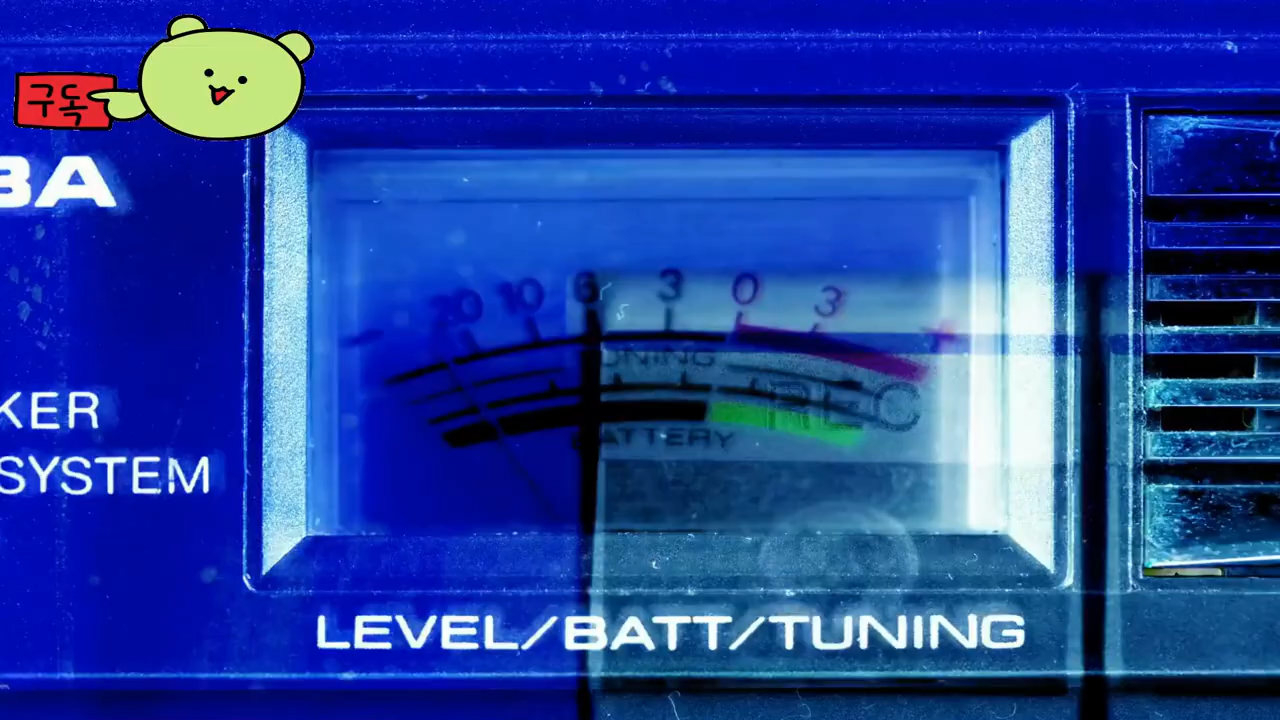 구독
BA
20 10 6 3 0 3
- +
TUNING
REC
BATTERY
KER
SYSTEM
LEVEL/BATT/TUNING